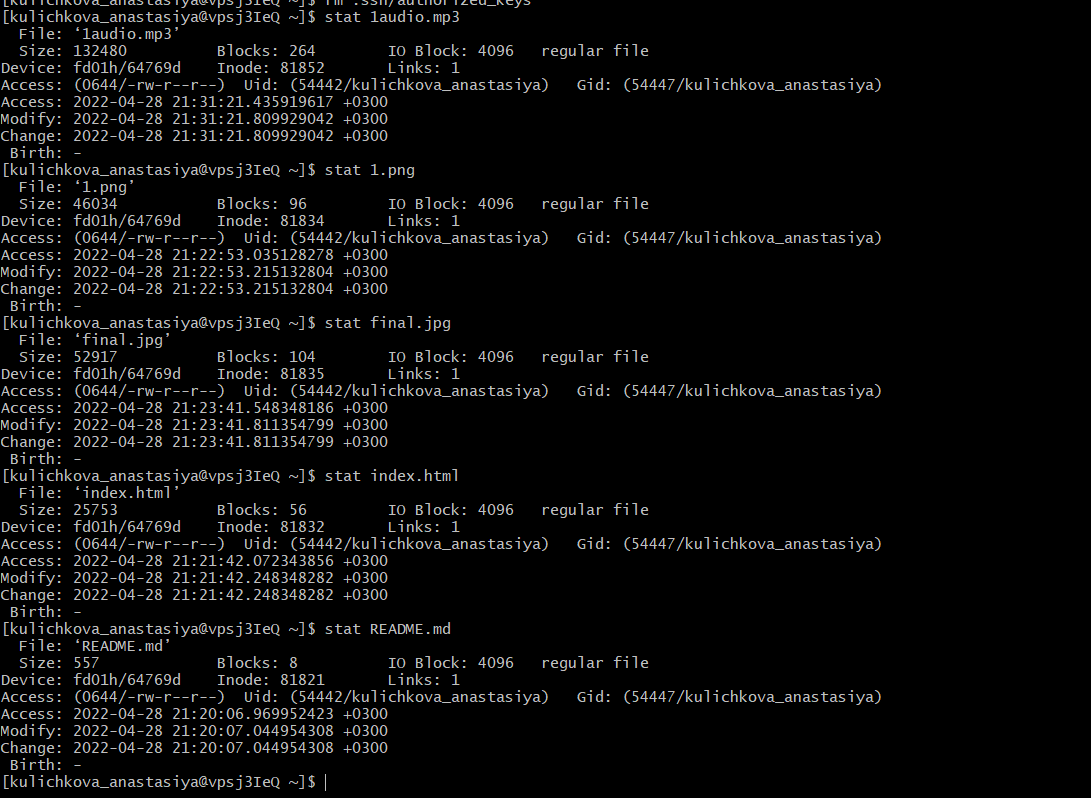 rm .ssh/authorized_keys
[kulichkova_anastasiya@vpsj3IeQ ~]$ stat 1audio.mp3
  File: ‘1audio.mp3’
  Size: 132480          Blocks: 264        IO Block: 4096   regular file
Device: fd01h/64769d    Inode: 81852       Links: 1
Access: (0644/-rw-r--r--)  Uid: (54442/kulichkova_anastasiya)   Gid: (54447/kulichkova_anastasiya)
Access: 2022-04-28 21:31:21.435919617 +0300
Modify: 2022-04-28 21:31:21.809929042 +0300
Change: 2022-04-28 21:31:21.809929042 +0300
 Birth: -
[kulichkova_anastasiya@vpsj3IeQ ~]$ stat 1.png
  File: ‘1.png’
  Size: 46034           Blocks: 96         IO Block: 4096   regular file
Device: fd01h/64769d    Inode: 81834       Links: 1
Access: (0644/-rw-r--r--)  Uid: (54442/kulichkova_anastasiya)   Gid: (54447/kulichkova_anastasiya)
Access: 2022-04-28 21:22:53.035128278 +0300
Modify: 2022-04-28 21:22:53.215132804 +0300
Change: 2022-04-28 21:22:53.215132804 +0300
 Birth: -
[kulichkova_anastasiya@vpsj3IeQ ~]$ stat final.jpg
  File: ‘final.jpg’
  Size: 52917           Blocks: 104        IO Block: 4096   regular file
Device: fd01h/64769d    Inode: 81835       Links: 1
Access: (0644/-rw-r--r--)  Uid: (54442/kulichkova_anastasiya)   Gid: (54447/kulichkova_anastasiya)
Access: 2022-04-28 21:23:41.548348186 +0300
Modify: 2022-04-28 21:23:41.811354799 +0300
Change: 2022-04-28 21:23:41.811354799 +0300
 Birth: -
[kulichkova_anastasiya@vpsj3IeQ ~]$ stat index.html
  File: ‘index.html’
  Size: 25753           Blocks: 56         IO Block: 4096   regular file
Device: fd01h/64769d    Inode: 81832       Links: 1
Access: (0644/-rw-r--r--)  Uid: (54442/kulichkova_anastasiya)   Gid: (54447/kulichkova_anastasiya)
Access: 2022-04-28 21:21:42.072343856 +0300
Modify: 2022-04-28 21:21:42.248348282 +0300
Change: 2022-04-28 21:21:42.248348282 +0300
 Birth: -
[kulichkova_anastasiya@vpsj3IeQ ~]$ stat README.md
  File: ‘README.md’
  Size: 557             Blocks: 8          IO Block: 4096   regular file
Device: fd01h/64769d    Inode: 81821       Links: 1
Access: (0644/-rw-r--r--)  Uid: (54442/kulichkova_anastasiya)   Gid: (54447/kulichkova_anastasiya)
Access: 2022-04-28 21:20:06.969952423 +0300
Modify: 2022-04-28 21:20:07.044954308 +0300
Change: 2022-04-28 21:20:07.044954308 +0300
 Birth: -
[kulichkova_anastasiya@vpsj3IeQ ~]$